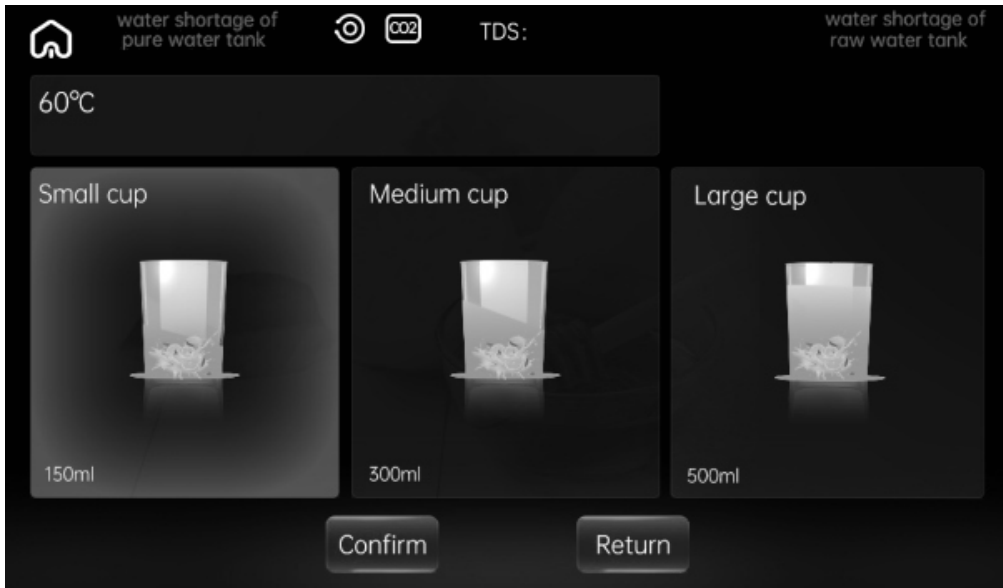 water shortage of
pure water tank
CO2
TDS:
water shortage of
raw water tank
60°C
Small cup
Medium cup
Large cup
150ml
300ml
500ml
Confirm
Return